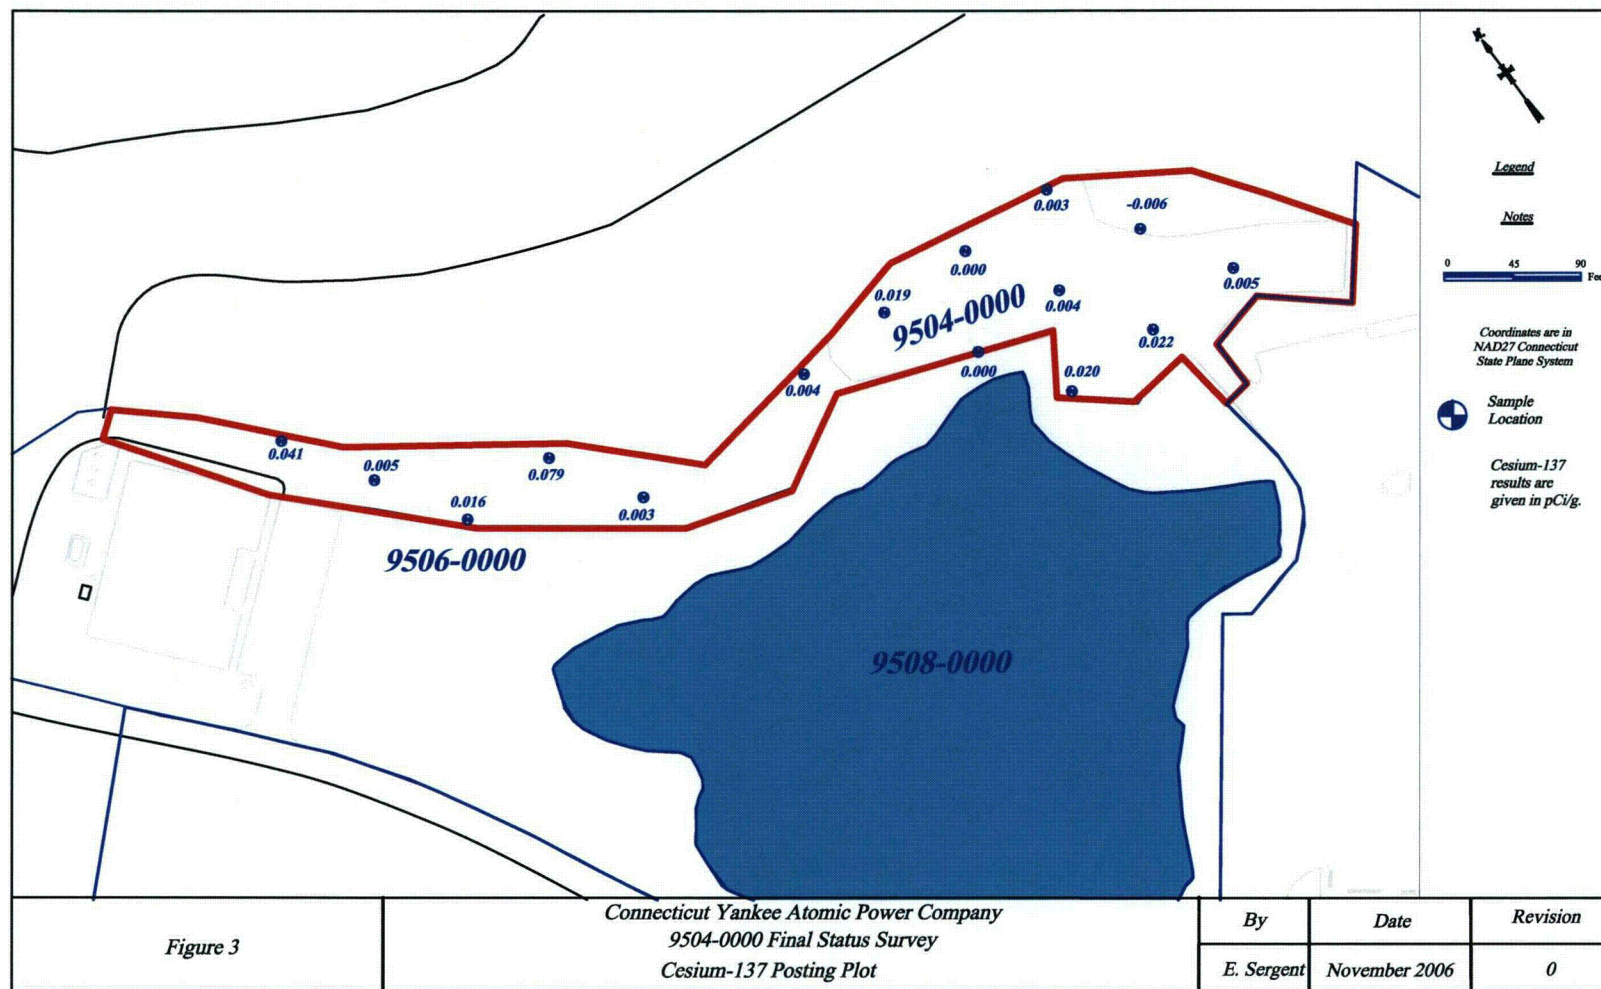 Legend
0.003
-0.006
Notes
0.000
0 45 90
0.005
0.019
0.004
9504-0000
Coordinates are in
NAD27 Connecticut
State Plane System
0.022
0.000
0.020
0.004
Sample
Location
0.041
0.005
0.079
Cesium-137
results are
given in pCi/g.
0.016
0.003
9506-0000
9508-0000
Figure 3
Connecticut Yankee Atomic Power Company
9504-0000 Final Status Survey
Cesium-137 Posting Plot
By Date Revision
E. Sergent November 2006 0